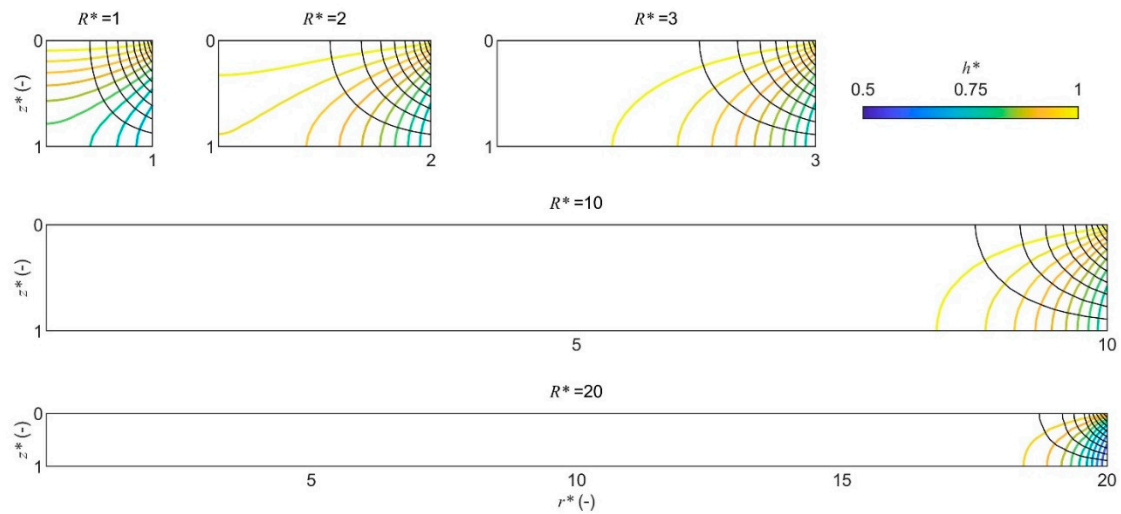 R* =1
R* =2
R* =3
0
z* (-)
1
1
0
1
2
0
1
3
h*
0.5
0.75
1
R* =10
0
z* (-)
1
5
10
R* =20
0
z* (-)
1
5
10
15
20
r* (-)